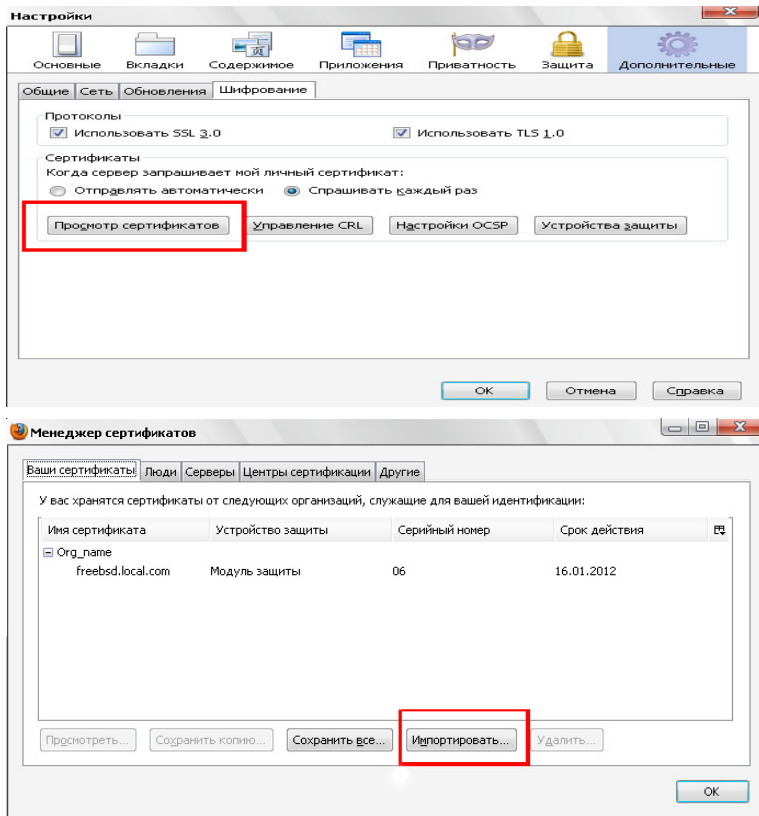 Настройки
Основные Вкладки Содержимое Приложения Приватность Защита Дополнительные
Общие Сеть Обновления Шифрование
Протоколы
Использовать SSL 3.0 Использовать TLS 1.0
Сертификаты
Когда сервер запрашивает мой личный сертификат:
Отправлять автоматически Спрашивать каждый раз
Просмотр сертификатов Управление CRL Настройки OCSP Устройства защиты
OK Отмена Справка
Менеджер сертификатов
Ваши сертификаты Люди Серверы Центры сертификации Другие
У вас хранятся сертификаты от следующих организаций, служащие для вашей идентификации:
Имя сертификата Устройство защиты Серийный номер Срок действия
Org_name
freebsd.local.com Модуль защиты 06 16.01.2012
Просмотреть... Сохранить копию... Сохранить все... Импортировать... Удалить...
OK